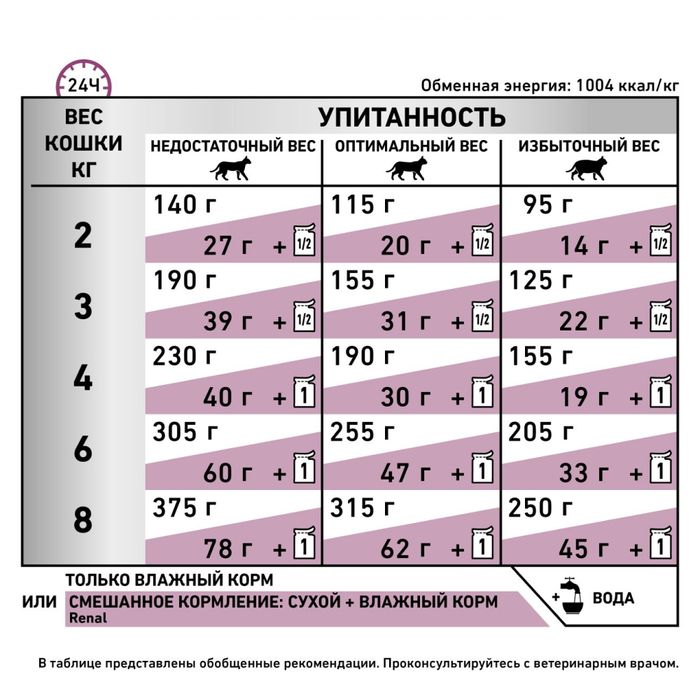 24Ч
Обменная энергия: 1004 ккал/кг
ВЕС КОШКИ КГ
УПИТАННОСТЬ
НЕДОСТАТОЧНЫЙ ВЕС ОПТИМАЛЬНЫЙ ВЕС ИЗБЫТОЧНЫЙ ВЕС
2
140 г 115 г 95 г
27 г + 1/2 20 г + 1/2 14 г + 1/2
3
190 г 155 г 125 г
39 г + 1/2 31 г + 1/2 22 г + 1/2
4
230 г 190 г 155 г
40 г + 1 30 г + 1 19 г + 1
6
305 г 255 г 205 г
60 г + 1 47 г + 1 33 г + 1
8
375 г 315 г 250 г
78 г + 1 62 г + 1 45 г + 1
ТОЛЬКО ВЛАЖНЫЙ КОРМ
ИЛИ СМЕШАННОЕ КОРМЛЕНИЕ: СУХОЙ + ВЛАЖНЫЙ КОРМ
Renal
+ ВОДА
В таблице представлены обобщенные рекомендации. Проконсультируйтесь с ветеринарным врачом.